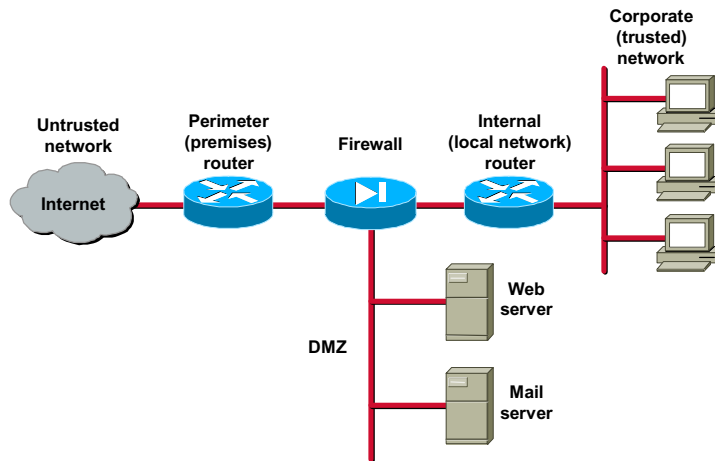 Corporate
(trusted)
network
Untrusted
network
Perimeter
(premises)
router
Firewall
Internal
(local network)
router
Internet
Web
server
DMZ
Mail
server